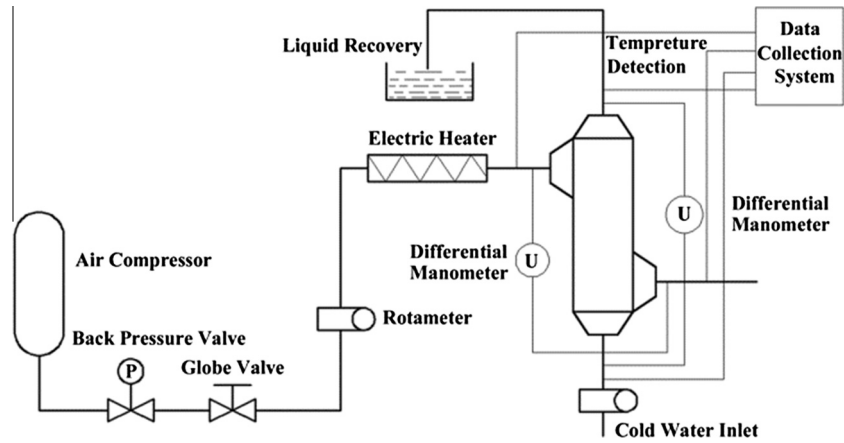 Data
Collection
System
Liquid Recovery
Tempreture
Detection
Electric Heater
Differential
Manometer
U
Differential
Manometer
U
Air Compressor
Rotameter
Back Pressure Valve
P
Globe Valve
Cold Water Inlet